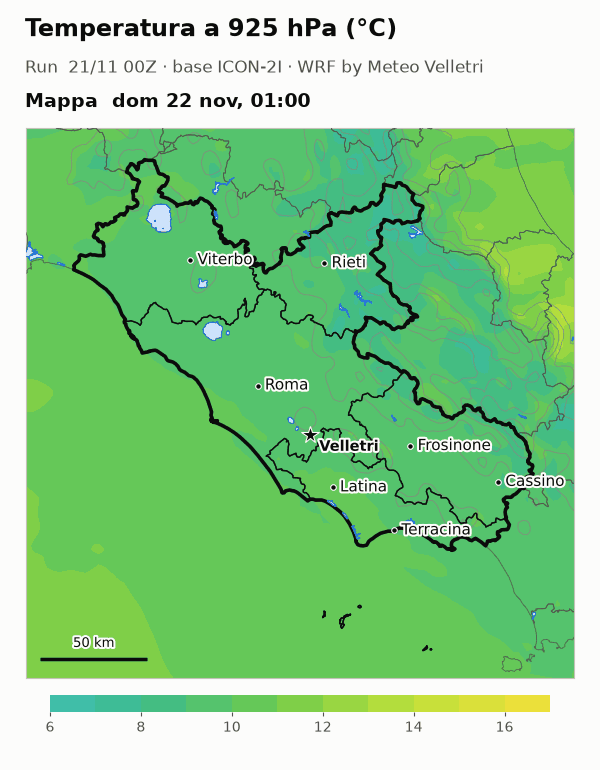 Temperatura a 925 hPa (°C)
Run  21/11 00Z · base ICON-2I · WRF by Meteo Velletri
Mappa  dom 22 nov, 01:00
Viterbo
Rieti
Roma
Velletri
Frosinone
Cassino
Latina
Terracina
50 km
6 8 10 12 14 16